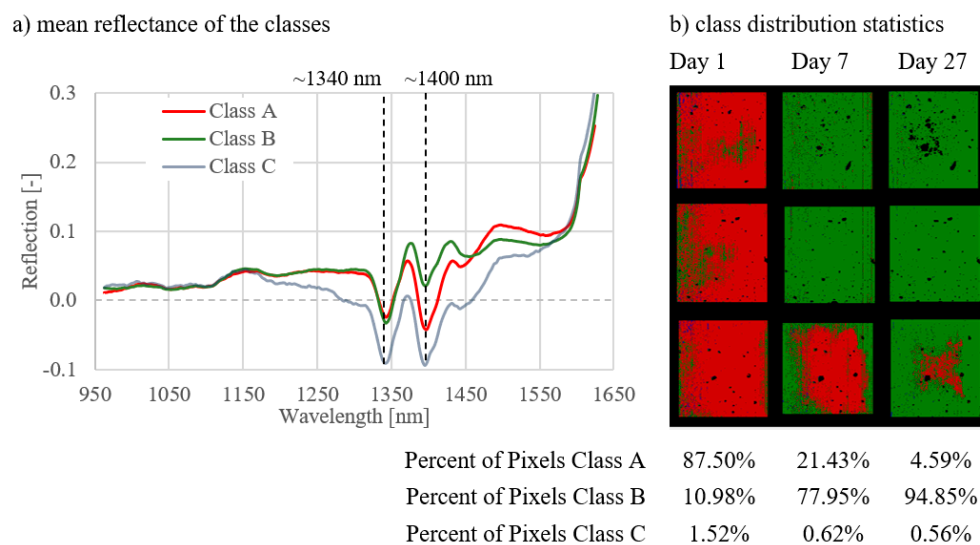 a) mean reflectance of the classes
~1340 nm ~1400 nm
Class A
Class B
Class C
Reflection [-]
0.3
0.2
0.1
0.0
-0.1
950 1050 1150 1250 1350 1450 1550 1650
Wavelength [nm]
b) class distribution statistics
Day 1 Day 7 Day 27
Percent of Pixels Class A 87.50% 21.43% 4.59%
Percent of Pixels Class B 10.98% 77.95% 94.85%
Percent of Pixels Class C 1.52% 0.62% 0.56%